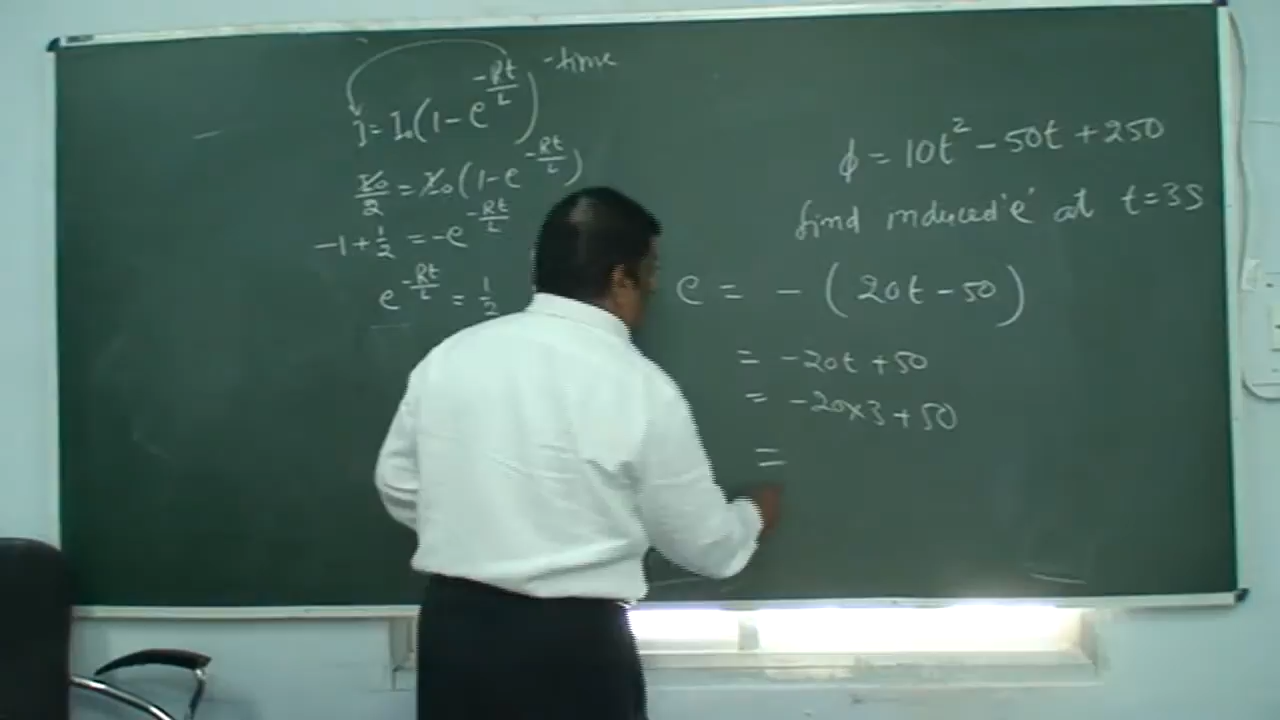 -time
I = I₀(1 - e^(-Rt/L))
I₀/2 = I₀(1 - e^(-Rt/L))
-1 + 1/2 = -e^(-Rt/L)
e^(-Rt/L) = 1/2
ϕ = 10t² - 50t + 250
find induced 'e' at t=3S
e = - (20t - 50)
= -20t + 50
= -20×3 + 50
=